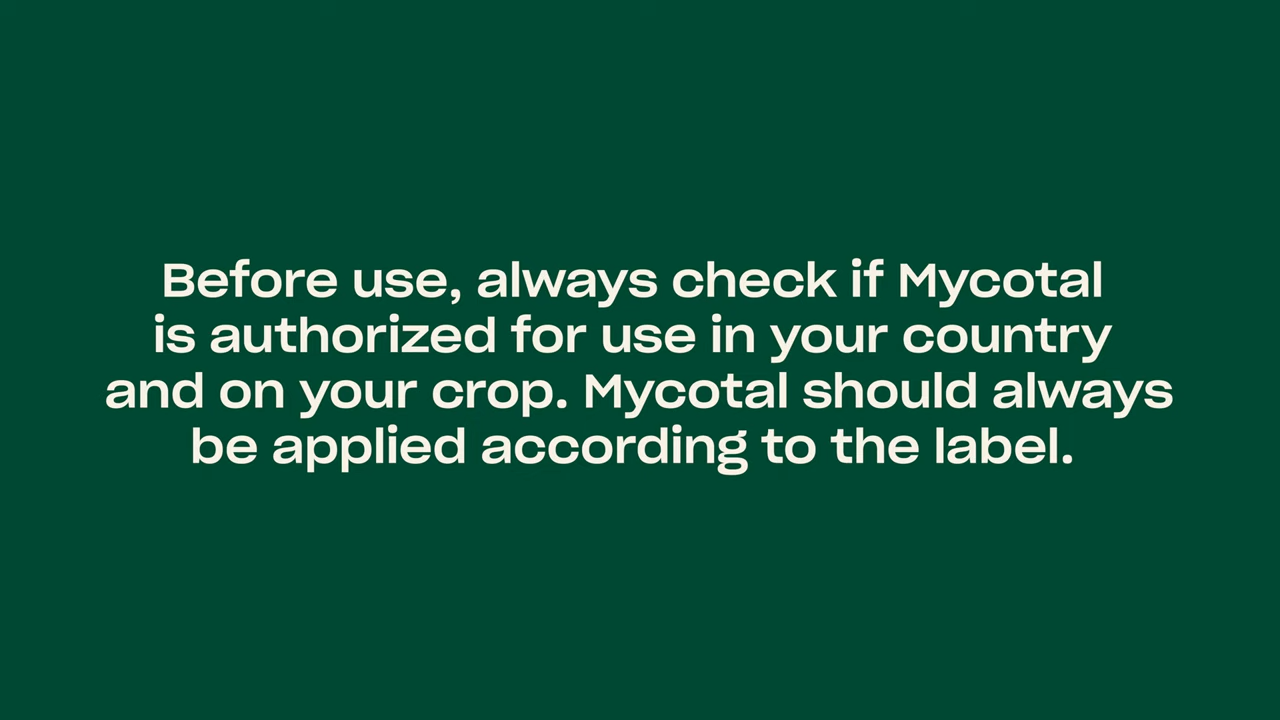 Before use, always check if Mycotal
is authorized for use in your country
and on your crop. Mycotal should always
be applied according to the label.